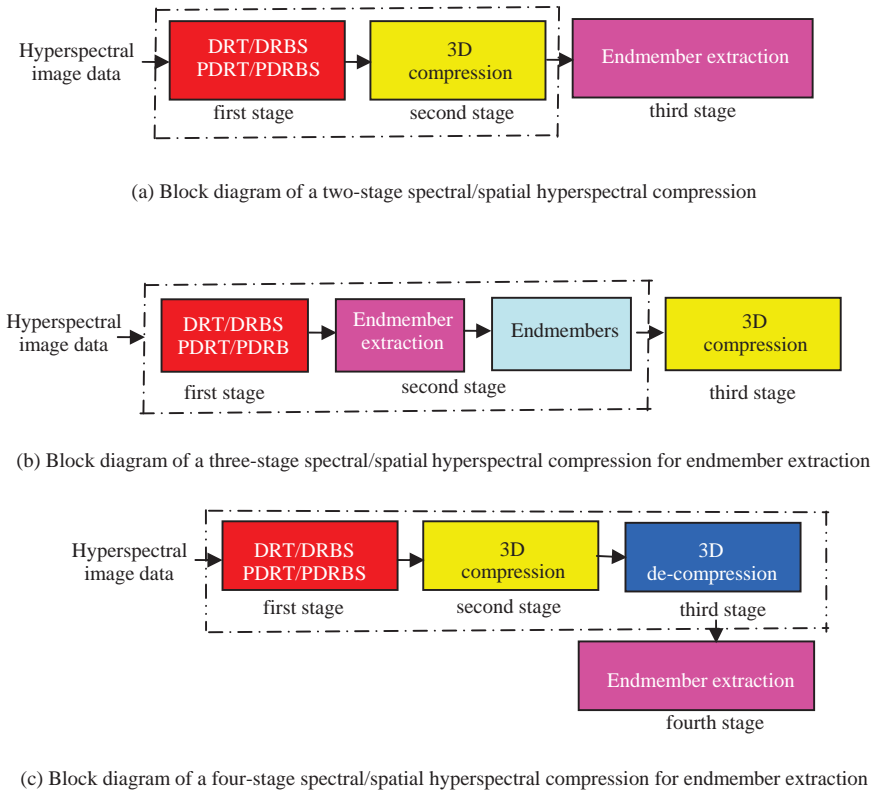 Hyperspectral
image data
DRT/DRBS
PDRT/PDRBS
3D
compression
Endmember extraction
first stage
second stage
third stage
(a) Block diagram of a two-stage spectral/spatial hyperspectral compression
Hyperspectral
image data
DRT/DRBS
PDRT/PDRB
Endmember
extraction
Endmembers
3D
compression
first stage
second stage
third stage
(b) Block diagram of a three-stage spectral/spatial hyperspectral compression for endmember extraction
Hyperspectral
image data
DRT/DRBS
PDRT/PDRBS
3D
compression
3D
de-compression
first stage
second stage
third stage
Endmember extraction
fourth stage
(c) Block diagram of a four-stage spectral/spatial hyperspectral compression for endmember extraction